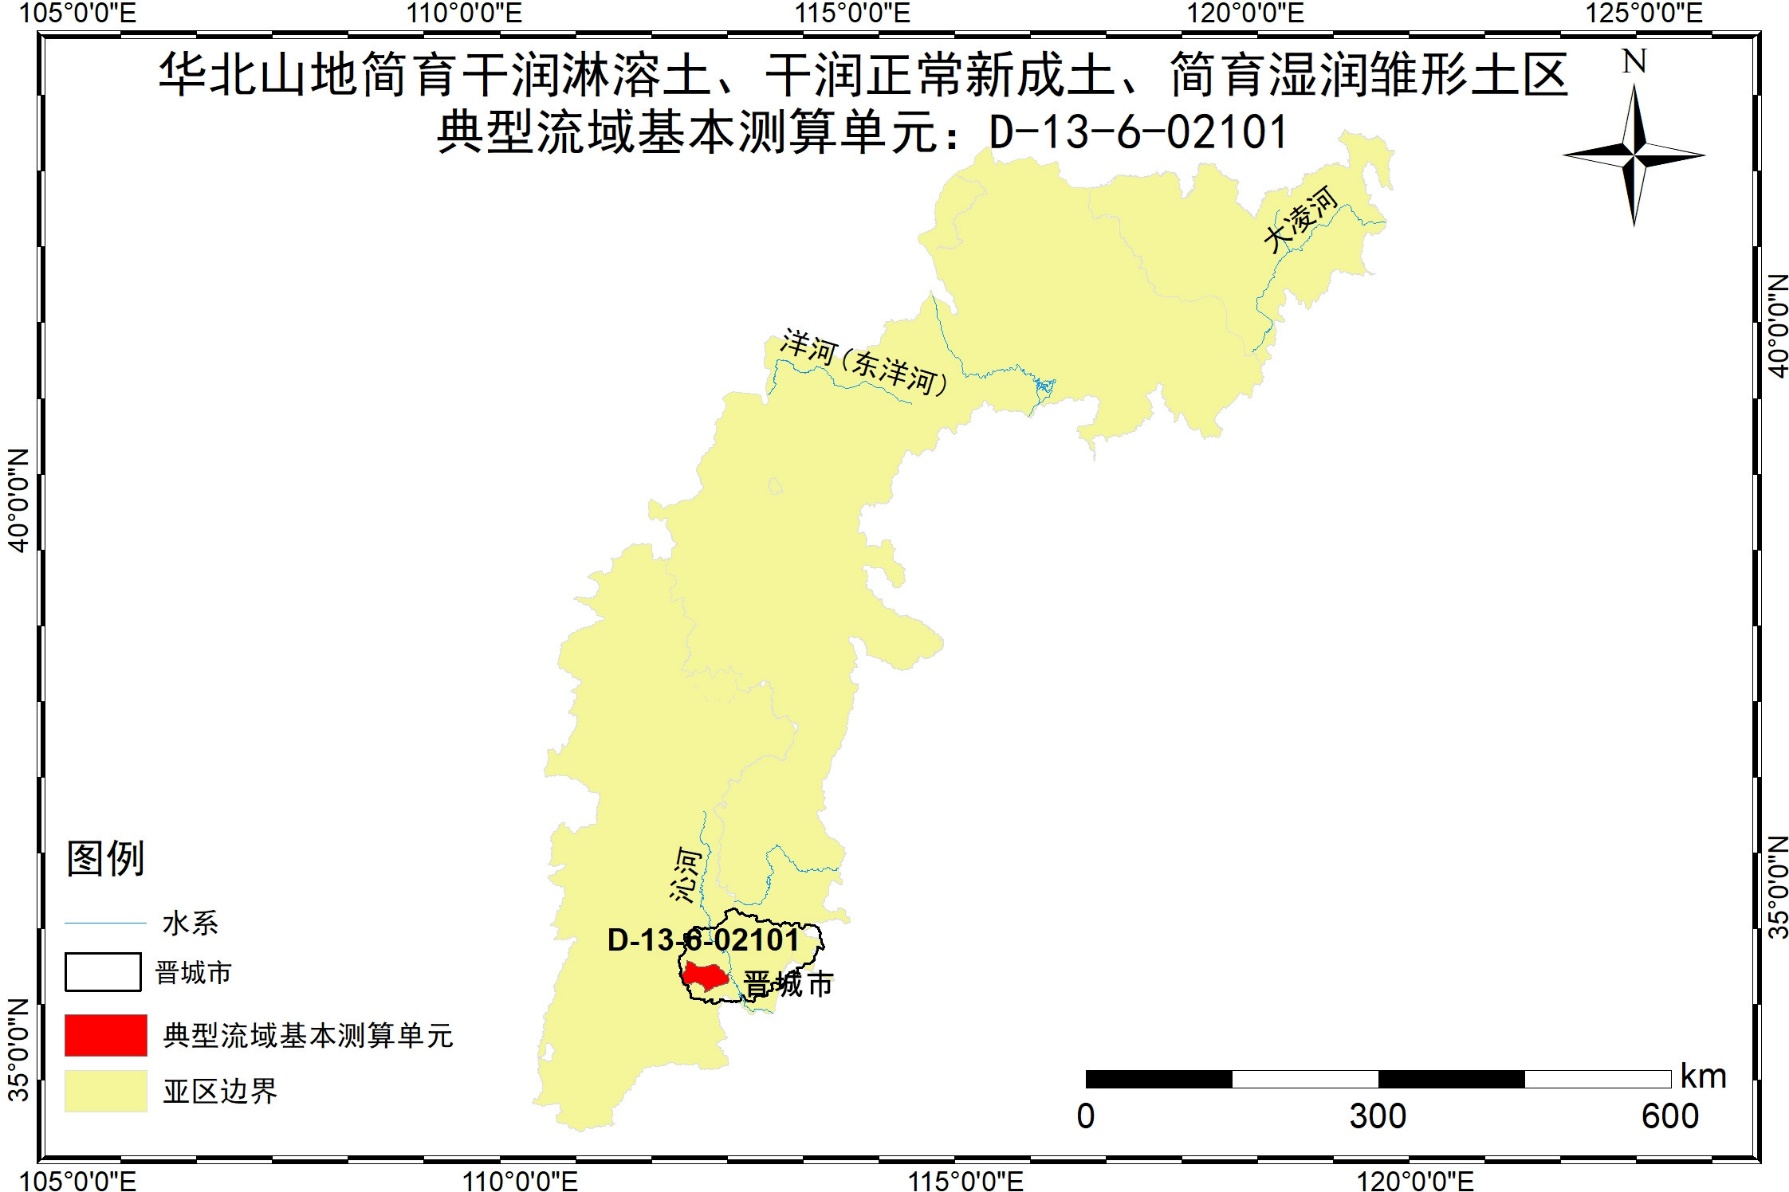 105°0'0"E 110°0'0"E 115°0'0"E 120°0'0"E 125°0'0"E
华北山地简育干润淋溶土、干润正常新成土、简育湿润雏形土区
典型流域基本测算单元：D-13-6-02101
N
大凌河
洋河(东洋河)
40°0'0"N
40°0'0"N
沁河
D-13-6-02101
晋城市
35°0'0"N
35°0'0"N
图例
水系
晋城市
典型流域基本测算单元
亚区边界
km
0 300 600
105°0'0"E 110°0'0"E 115°0'0"E 120°0'0"E